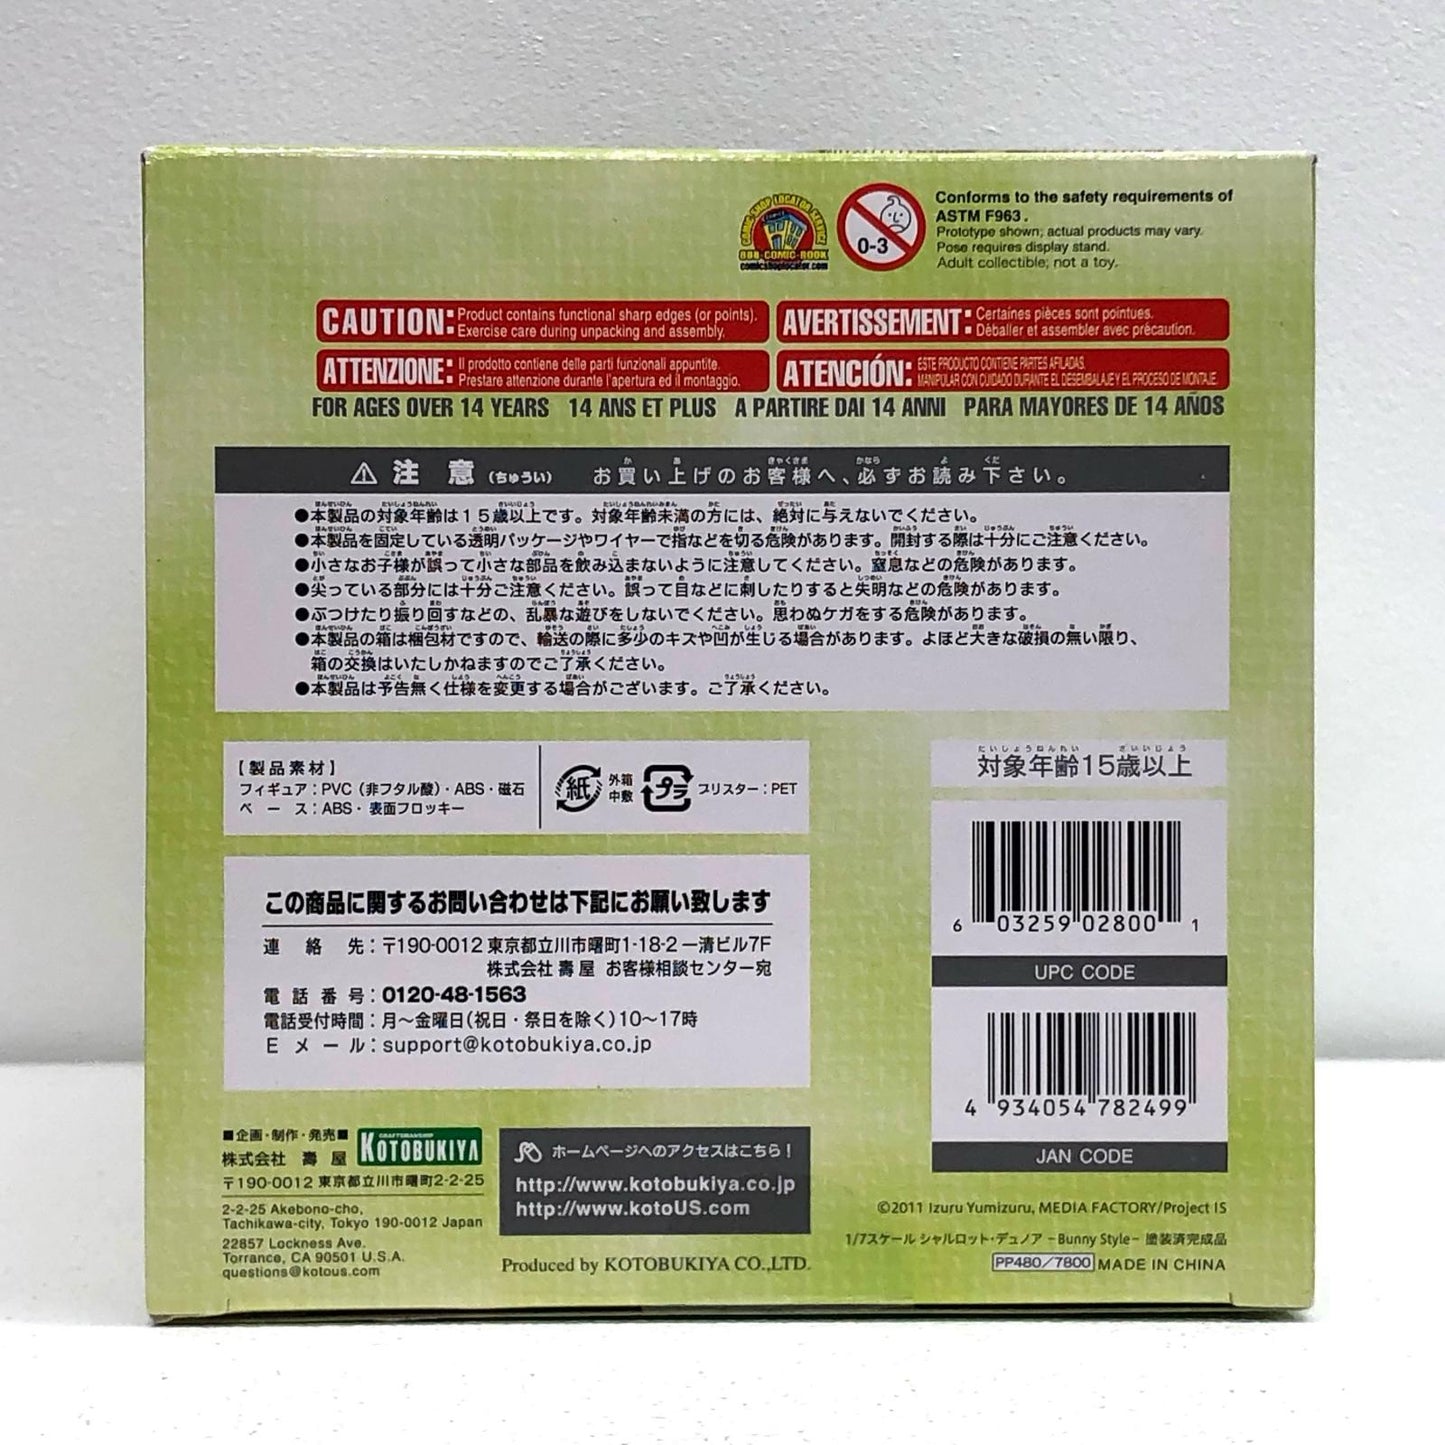 COMIC SHOP LOCATOR SERVICE
888-COMIC-BOOK
comicshoplocator.com
0-3
Conforms to the safety requirements of
ASTM F963.
Prototype shown; actual products may vary.
Pose requires display stand.
Adult collectible; not a toy.
CAUTION: Product contains functional sharp edges (or points).
Exercise care during unpacking and assembly.
AVERTISSEMENT: Certaines pièces sont pointues.
Déballer et assembler avec précaution.
ATTENZIONE: Il prodotto contiene delle parti funzionali appuntite.
Prestare attenzione durante l'apertura ed il montaggio.
ATENCIÓN: ESTE PRODUCTO CONTIENE PARTES AFILADAS.
MANIPULAR CON CUIDADO DURANTE EL DESEMBALAJE Y EL PROCESO DE MONTAJE.
FOR AGES OVER 14 YEARS 14 ANS ET PLUS A PARTIRE DAI 14 ANNI PARA MAYORES DE 14 AÑOS
⚠ 注 意 (ちゅうい) お買い上げのお客様へ、必ずお読み下さい。
●本製品の対象年齢は15歳以上です。対象年齢未満の方には、絶対に与えないでください。
●本製品を固定している透明パッケージやワイヤーで指などを切る危険があります。開封する際は十分にご注意ください。
●小さなお子様が誤って小さな部品を飲み込まないように注意してください。窒息などの危険があります。
●尖っている部分には十分ご注意ください。誤って目などに刺したりすると失明などの危険があります。
●ぶつけたり振り回すなどの、乱暴な遊びをしないでください。思わぬケガをする危険があります。
●本製品の箱は梱包材ですので、輸送の際に多少のキズや凹が生じる場合があります。よほど大きな破損の無い限り、
箱の交換はいたしかねますのでご了承ください。
●本製品は予告無く仕様を変更する場合がございます。ご了承ください。
【製品素材】
フィギュア：PVC（非フタル酸）・ABS・磁石
ベース：ABS・表面フロッキー
紙 外箱
中敷
プラ ブリスター：PET
対象年齢15歳以上
6 03259 02800 1
UPC CODE
4 934054 782499
JAN CODE
この商品に関するお問い合わせは下記にお願い致します
連絡先：〒190-0012 東京都立川市曙町1-18-2 一清ビル7F
株式会社 壽屋 お客様相談センター宛
電話番号：0120-48-1563
電話受付時間：月〜金曜日(祝日・祭日を除く)10〜17時
Eメール：support@kotobukiya.co.jp
■企画・制作・発売■
株式会社 壽屋
CRAFTSMANSHIP
KOTOBUKIYA
〒190-0012 東京都立川市曙町2-2-25
2-2-25 Akebono-cho,
Tachikawa-city, Tokyo 190-0012 Japan
22857 Lockness Ave.
Torrance, CA 90501 U.S.A.
questions@kotous.com
ホームページへのアクセスはこちら！
http://www.kotobukiya.co.jp
http://www.kotoUS.com
Produced by KOTOBUKIYA CO.,LTD.
©2011 Izuru Yumizuru, MEDIA FACTORY/Project IS
1/7スケール シャルロット・デュノア －Bunny Style－ 塗装済完成品
PP480/7800 MADE IN CHINA